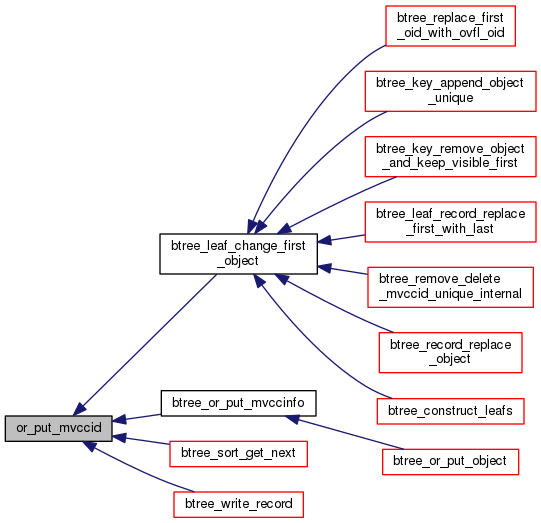 btree_replace_first
_oid_with_ovfl_oid
btree_key_append_object
_unique
btree_key_remove_object
_and_keep_visible_first
btree_leaf_record_replace
_first_with_last
btree_leaf_change_first
_object
btree_remove_delete
_mvccid_unique_internal
btree_record_replace
_object
btree_construct_leafs
btree_or_put_mvccinfo
or_put_mvccid
btree_sort_get_next
btree_or_put_object
btree_write_record